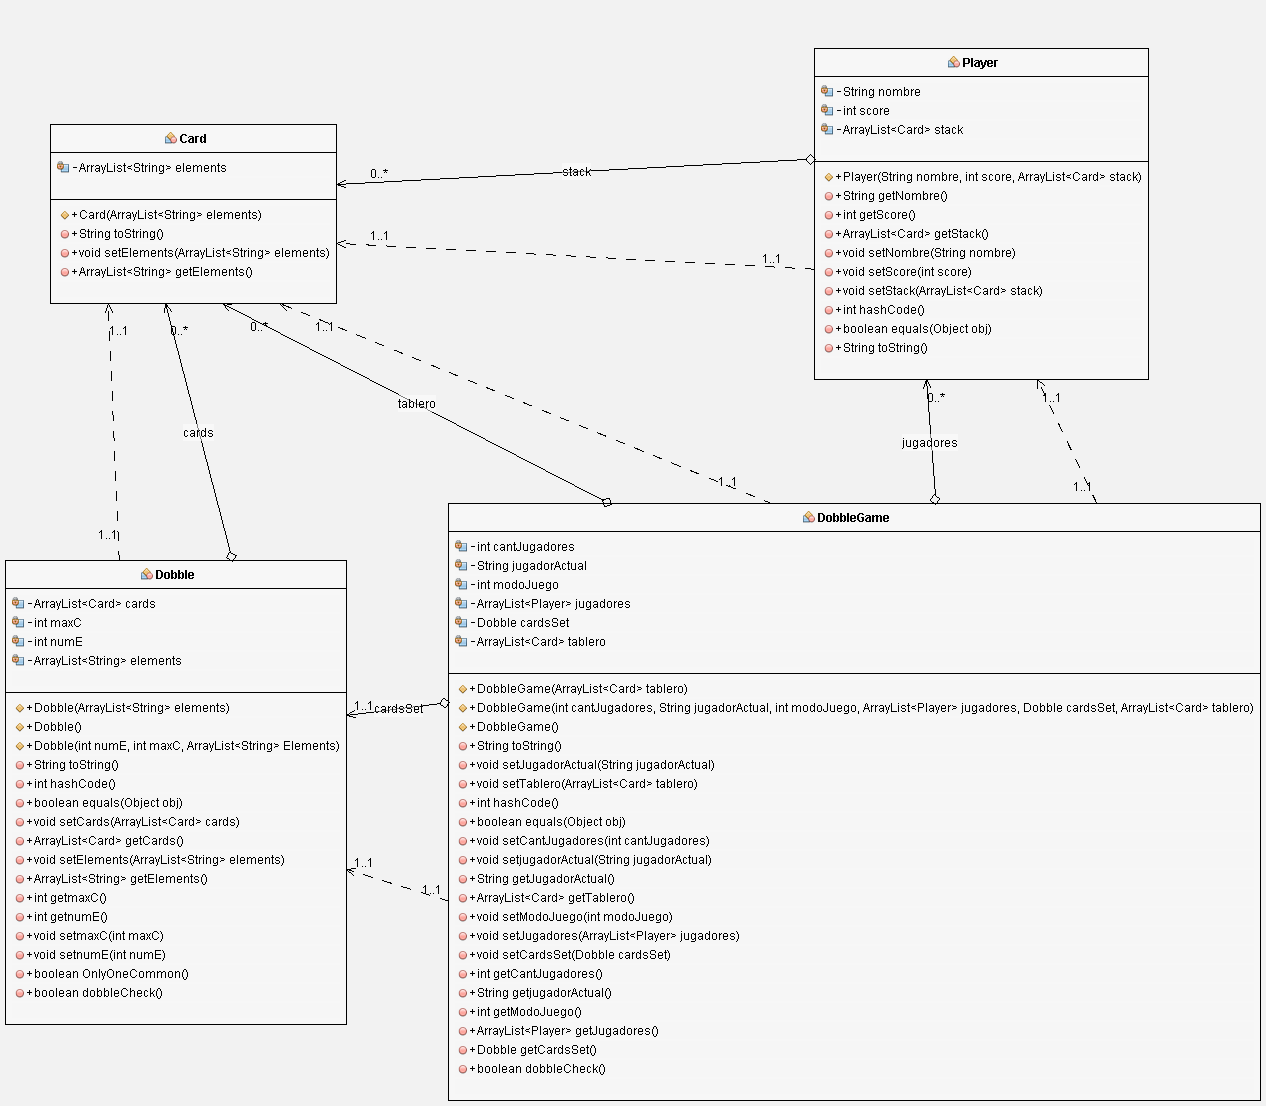 Player
- String nombre
- int score
- ArrayList<Card> stack
+ Player(String nombre, int score, ArrayList<Card> stack)
+ String getNombre()
+ int getScore()
+ ArrayList<Card> getStack()
+ void setNombre(String nombre)
+ void setScore(int score)
+ void setStack(ArrayList<Card> stack)
+ int hashCode()
+ boolean equals(Object obj)
+ String toString()
Card
- ArrayList<String> elements
+ Card(ArrayList<String> elements)
+ String toString()
+ void setElements(ArrayList<String> elements)
+ ArrayList<String> getElements()
0..*
stack
1..1
1..1
1..1
0..*
0..*
1..1
0..*
1..1
tablero
cards
jugadores
1..1
1..1
1..1
Dobble
- ArrayList<Card> cards
- int maxC
- int numE
- ArrayList<String> elements
+ Dobble(ArrayList<String> elements)
+ Dobble()
+ Dobble(int numE, int maxC, ArrayList<String> Elements)
+ String toString()
+ int hashCode()
+ boolean equals(Object obj)
+ void setCards(ArrayList<Card> cards)
+ ArrayList<Card> getCards()
+ void setElements(ArrayList<String> elements)
+ ArrayList<String> getElements()
+ int getmaxC()
+ int getnumE()
+ void setmaxC(int maxC)
+ void setnumE(int numE)
+ boolean OnlyOneCommon()
+ boolean dobbleCheck()
1..1
cardsSet
1..1
1..1
DobbleGame
- int cantJugadores
- String jugadorActual
- int modoJuego
- ArrayList<Player> jugadores
- Dobble cardsSet
- ArrayList<Card> tablero
+ DobbleGame(ArrayList<Card> tablero)
+ DobbleGame(int cantJugadores, String jugadorActual, int modoJuego, ArrayList<Player> jugadores, Dobble cardsSet, ArrayList<Card> tablero)
+ DobbleGame()
+ String toString()
+ void setJugadorActual(String jugadorActual)
+ void setTablero(ArrayList<Card> tablero)
+ int hashCode()
+ boolean equals(Object obj)
+ void setCantJugadores(int cantJugadores)
+ void setjugadorActual(String jugadorActual)
+ String getJugadorActual()
+ ArrayList<Card> getTablero()
+ void setModoJuego(int modoJuego)
+ void setJugadores(ArrayList<Player> jugadores)
+ void setCardsSet(Dobble cardsSet)
+ int getCantJugadores()
+ String getjugadorActual()
+ int getModoJuego()
+ ArrayList<Player> getJugadores()
+ Dobble getCardsSet()
+ boolean dobbleCheck()